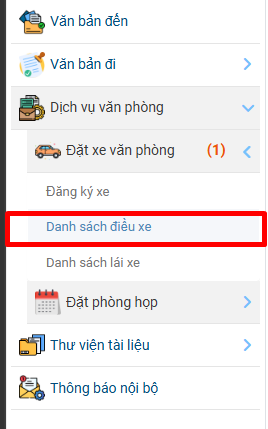 Văn bản đến
Văn bản đi
Dịch vụ văn phòng
Đặt xe văn phòng (1)
Đăng ký xe
Danh sách điều xe
Danh sách lái xe
Đặt phòng họp
Thư viện tài liệu
Thông báo nội bộ